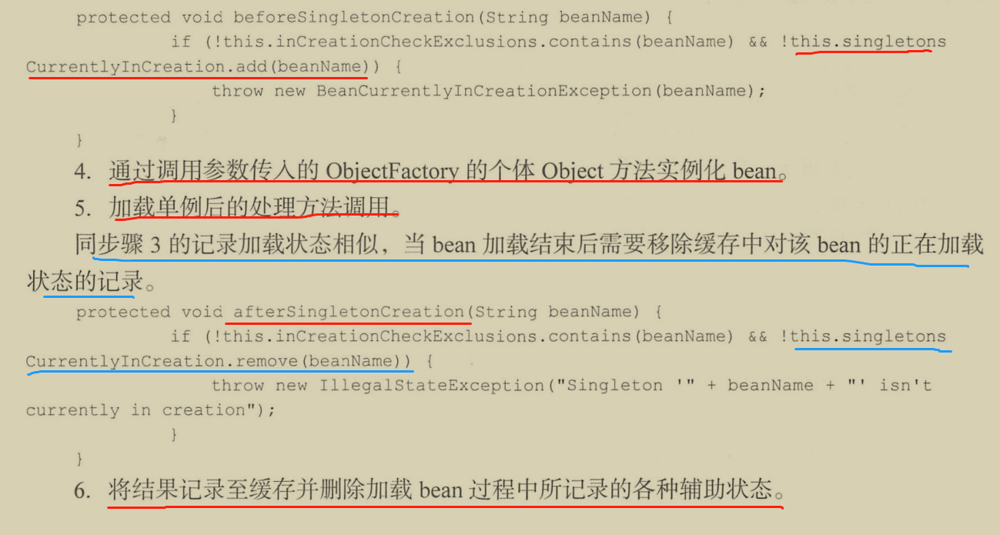 protected void beforeSingletonCreation(String beanName) {
if (!this.inCreationCheckExclusions.contains(beanName) && !this.singletons
CurrentlyInCreation.add(beanName)) {
throw new BeanCurrentlyInCreationException(beanName);
}
}
4. 通过调用参数传入的 ObjectFactory 的个体 Object 方法实例化 bean。
5. 加载单例后的处理方法调用。
同步骤 3 的记录加载状态相似，当 bean 加载结束后需要移除缓存中对该 bean 的正在加载
状态的记录。
protected void afterSingletonCreation(String beanName) {
if (!this.inCreationCheckExclusions.contains(beanName) && !this.singletons
CurrentlyInCreation.remove(beanName)) {
throw new IllegalStateException("Singleton '" + beanName + "' isn't
currently in creation");
}
}
6. 将结果记录至缓存并删除加载 bean 过程中所记录的各种辅助状态。